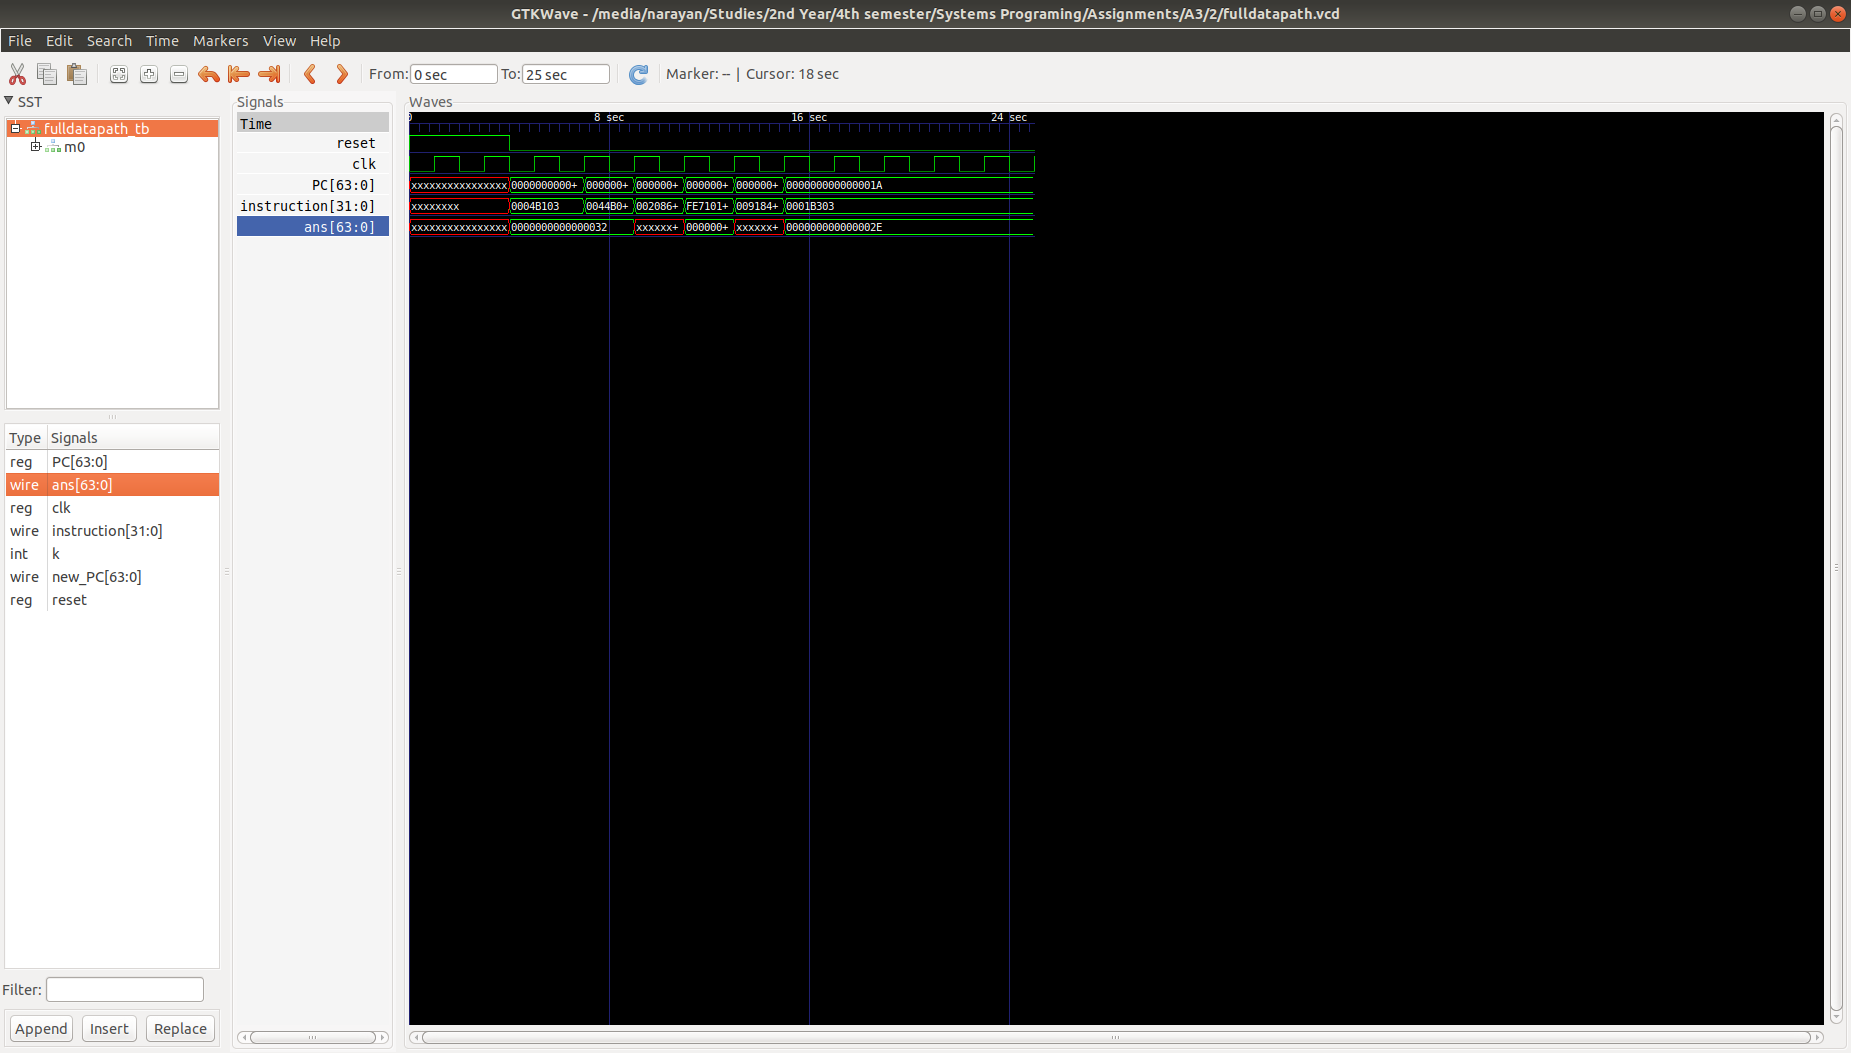 GTKWave - /media/narayan/Studies/2nd Year/4th semester/Systems Programing/Assignments/A3/2/fulldatapath.vcd
File Edit Search Time Markers View Help
From: 0 sec To: 25 sec Marker: -- | Cursor: 18 sec
SST
fulldatapath_tb
m0
Type Signals
reg PC[63:0]
wire ans[63:0]
reg clk
wire instruction[31:0]
int k
wire new_PC[63:0]
reg reset
Filter:
Append Insert Replace
Signals
Time
reset
clk
PC[63:0]
instruction[31:0]
ans[63:0]
Waves
0 8 sec 16 sec 24 sec
xxxxxxxxxxxxxxxx 0000000000+ 000000+ 000000+ 000000+ 000000+ 000000000000001A
xxxxxxxx 0004B103 0044B0+ 002086+ FE7101+ 009184+ 0001B303
xxxxxxxxxxxxxxxx 0000000000000032 xxxxxx+ 000000+ xxxxxx+ 000000000000002E